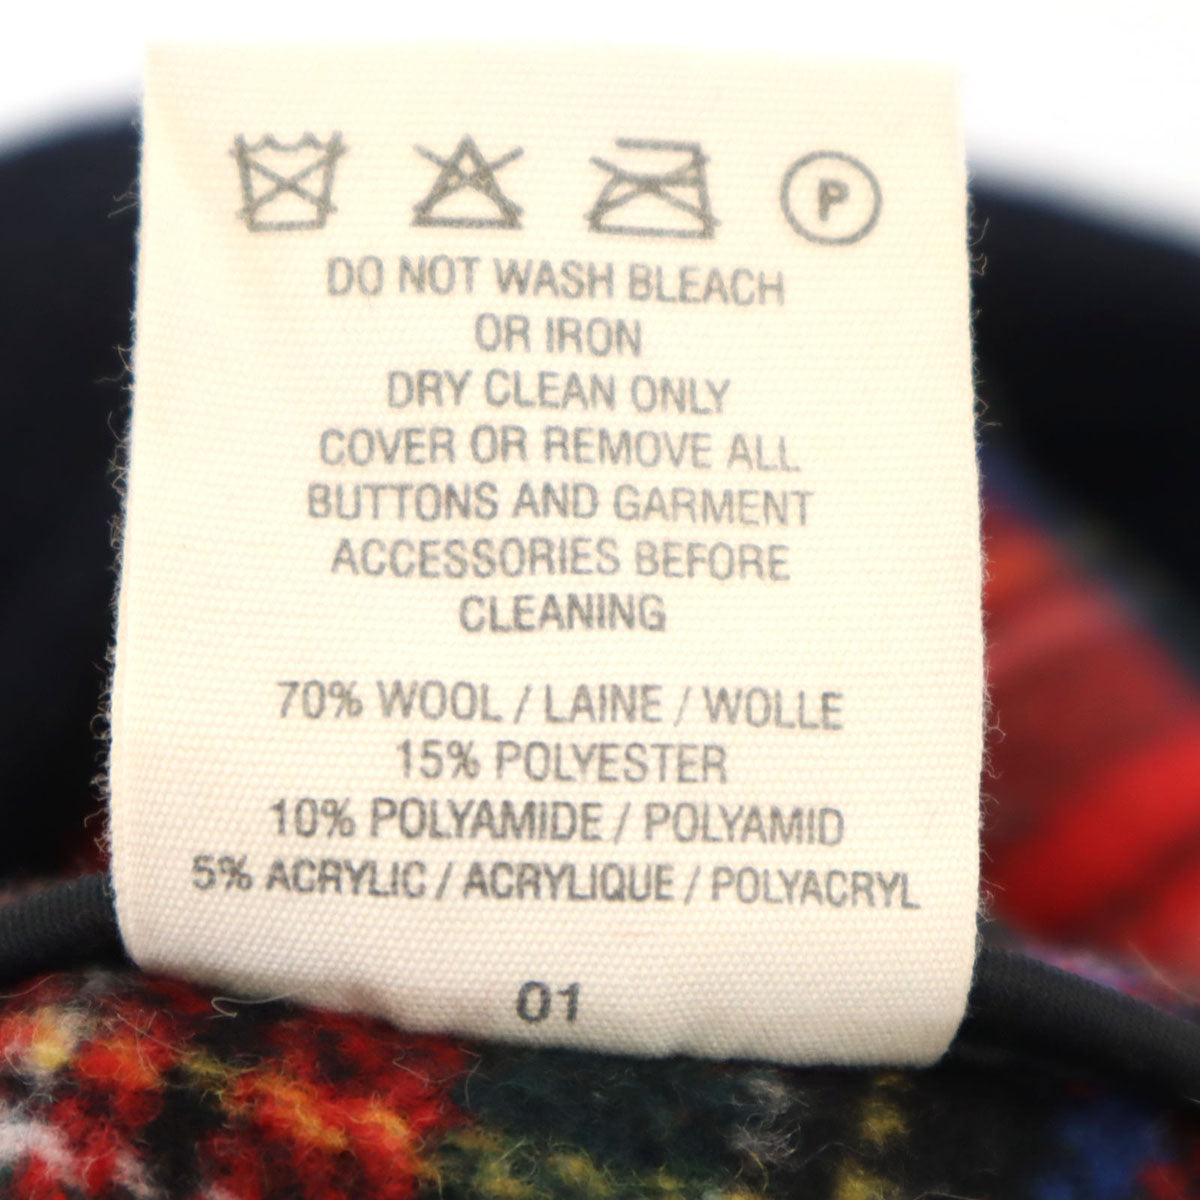 P
DO NOT WASH BLEACH
OR IRON
DRY CLEAN ONLY
COVER OR REMOVE ALL
BUTTONS AND GARMENT
ACCESSORIES BEFORE
CLEANING
70% WOOL / LAINE / WOLLE
15% POLYESTER
10% POLYAMIDE / POLYAMID
5% ACRYLIC / ACRYLIQUE / POLYACRYL
01